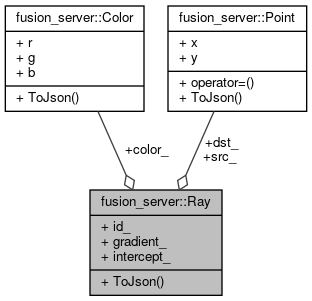 fusion_server::Color
+ r
+ g
+ b
+ ToJson()
fusion_server::Point
+ x
+ y
+ operator=()
+ ToJson()
+color_
+dst_
+src_
fusion_server::Ray
+ id_
+ gradient_
+ intercept_
+ ToJson()